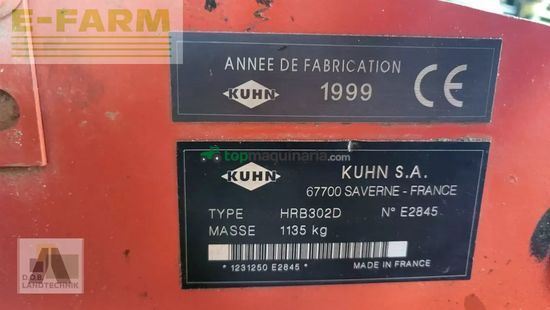 E-FARM
ANNEE DE FABRICATION
KUHN
1999
CE
topmaquinaria.com
KUHN
KUHN S.A.
67700 SAVERNE - FRANCE
TYPE HRB302D N° E2845
MASSE 1135 kg
* 1231250 E2845 *
MADE IN FRANCE
D.O.B.
LANDTECHNIK